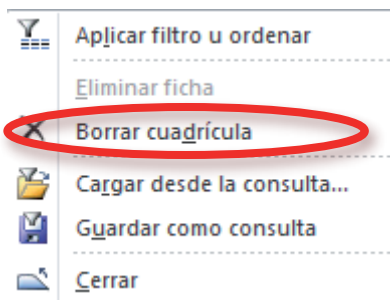 Aplicar filtro u ordenar
Eliminar ficha
Borrar cuadrícula
Cargar desde la consulta...
Guardar como consulta
Cerrar